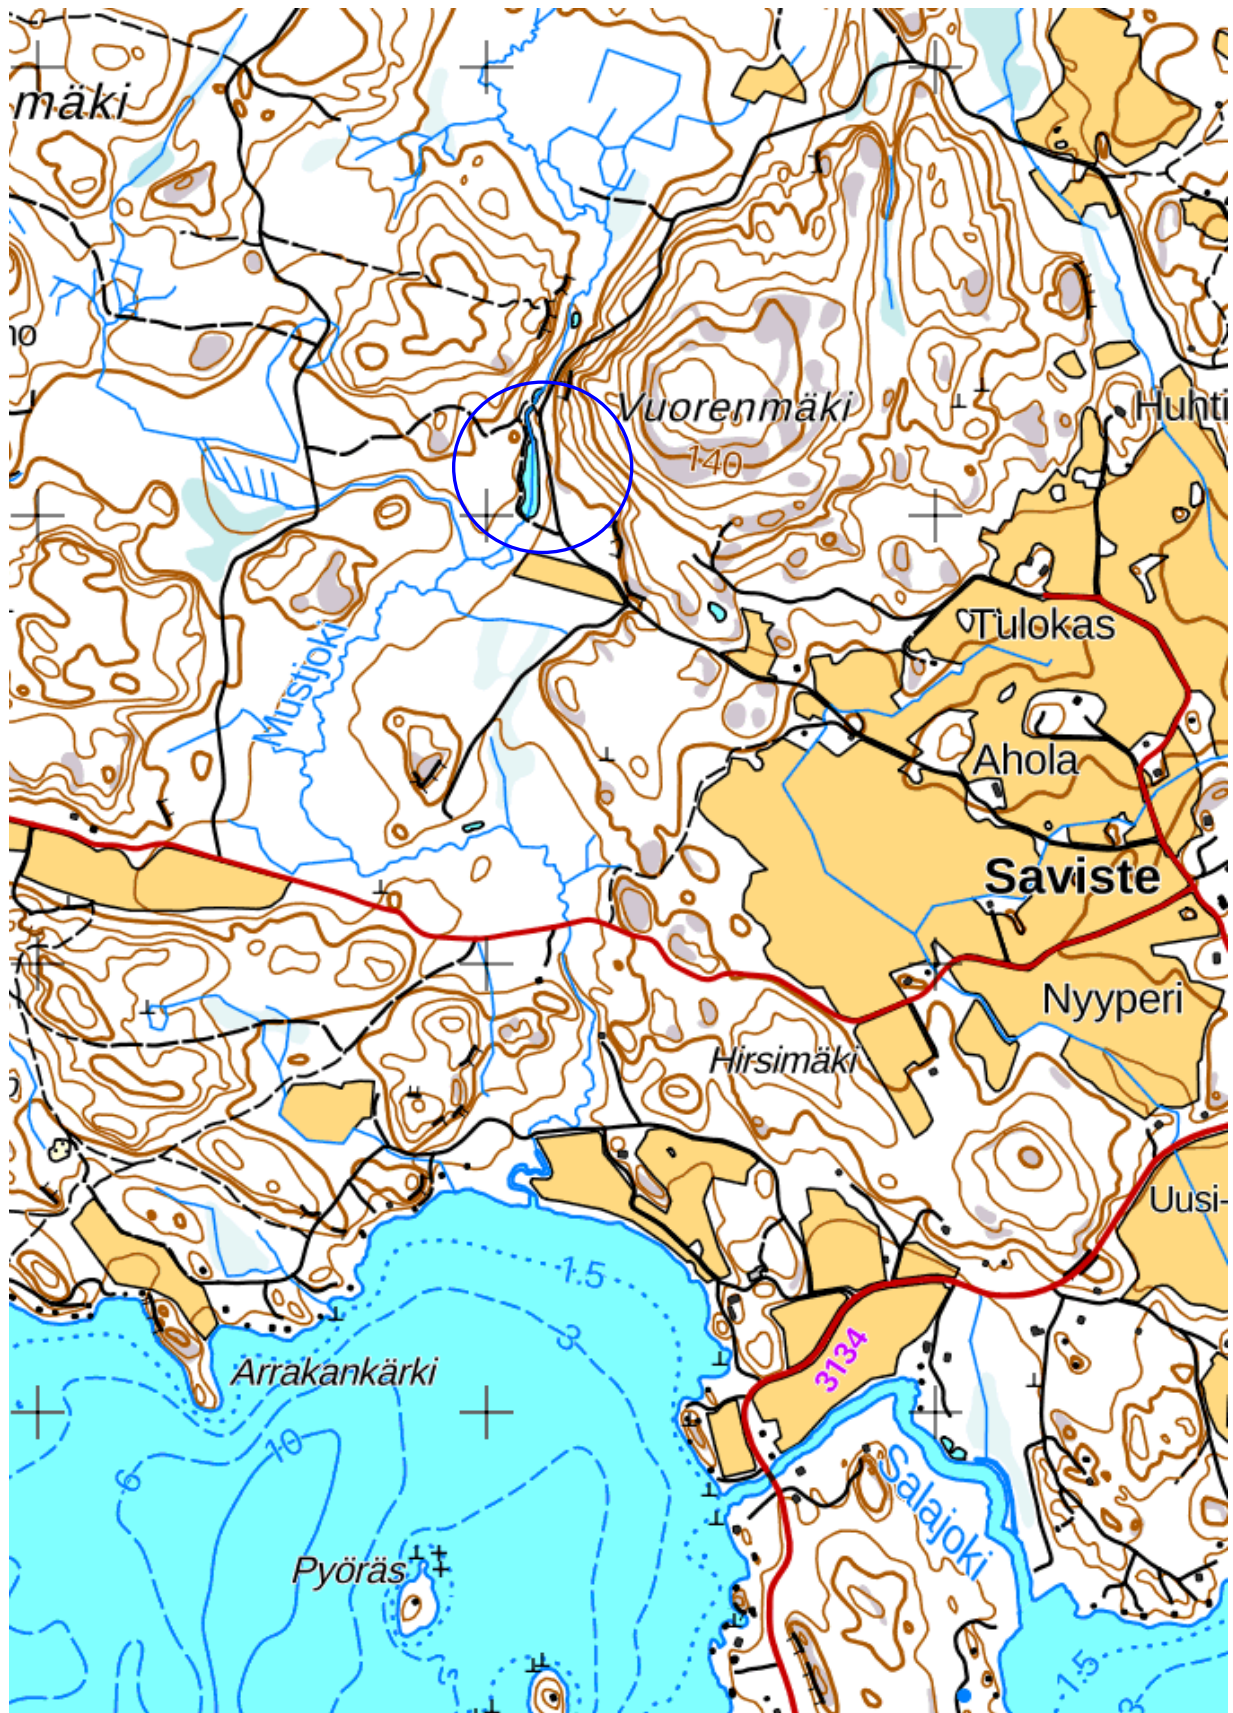 mäki
Vuorenmäki
140
Huhti
Tulokas
Mustjoki
Ahola
Saviste
Nyyperi
Hirsimäki
Uusi-
1.5
3
3134
Arrakankärki
10
6
Salajoki
Pyöräs
1.5
3